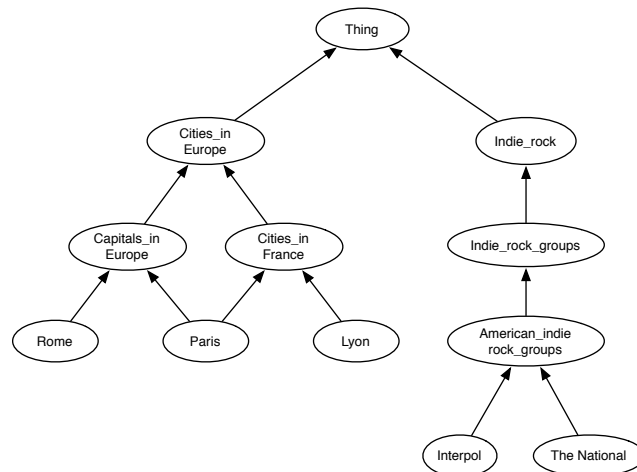 Thing
Cities_in
Europe
Indie_rock
Capitals_in
Europe
Cities_in
France
Indie_rock_groups
Rome
Paris
Lyon
American_indie
rock_groups
Interpol
The National